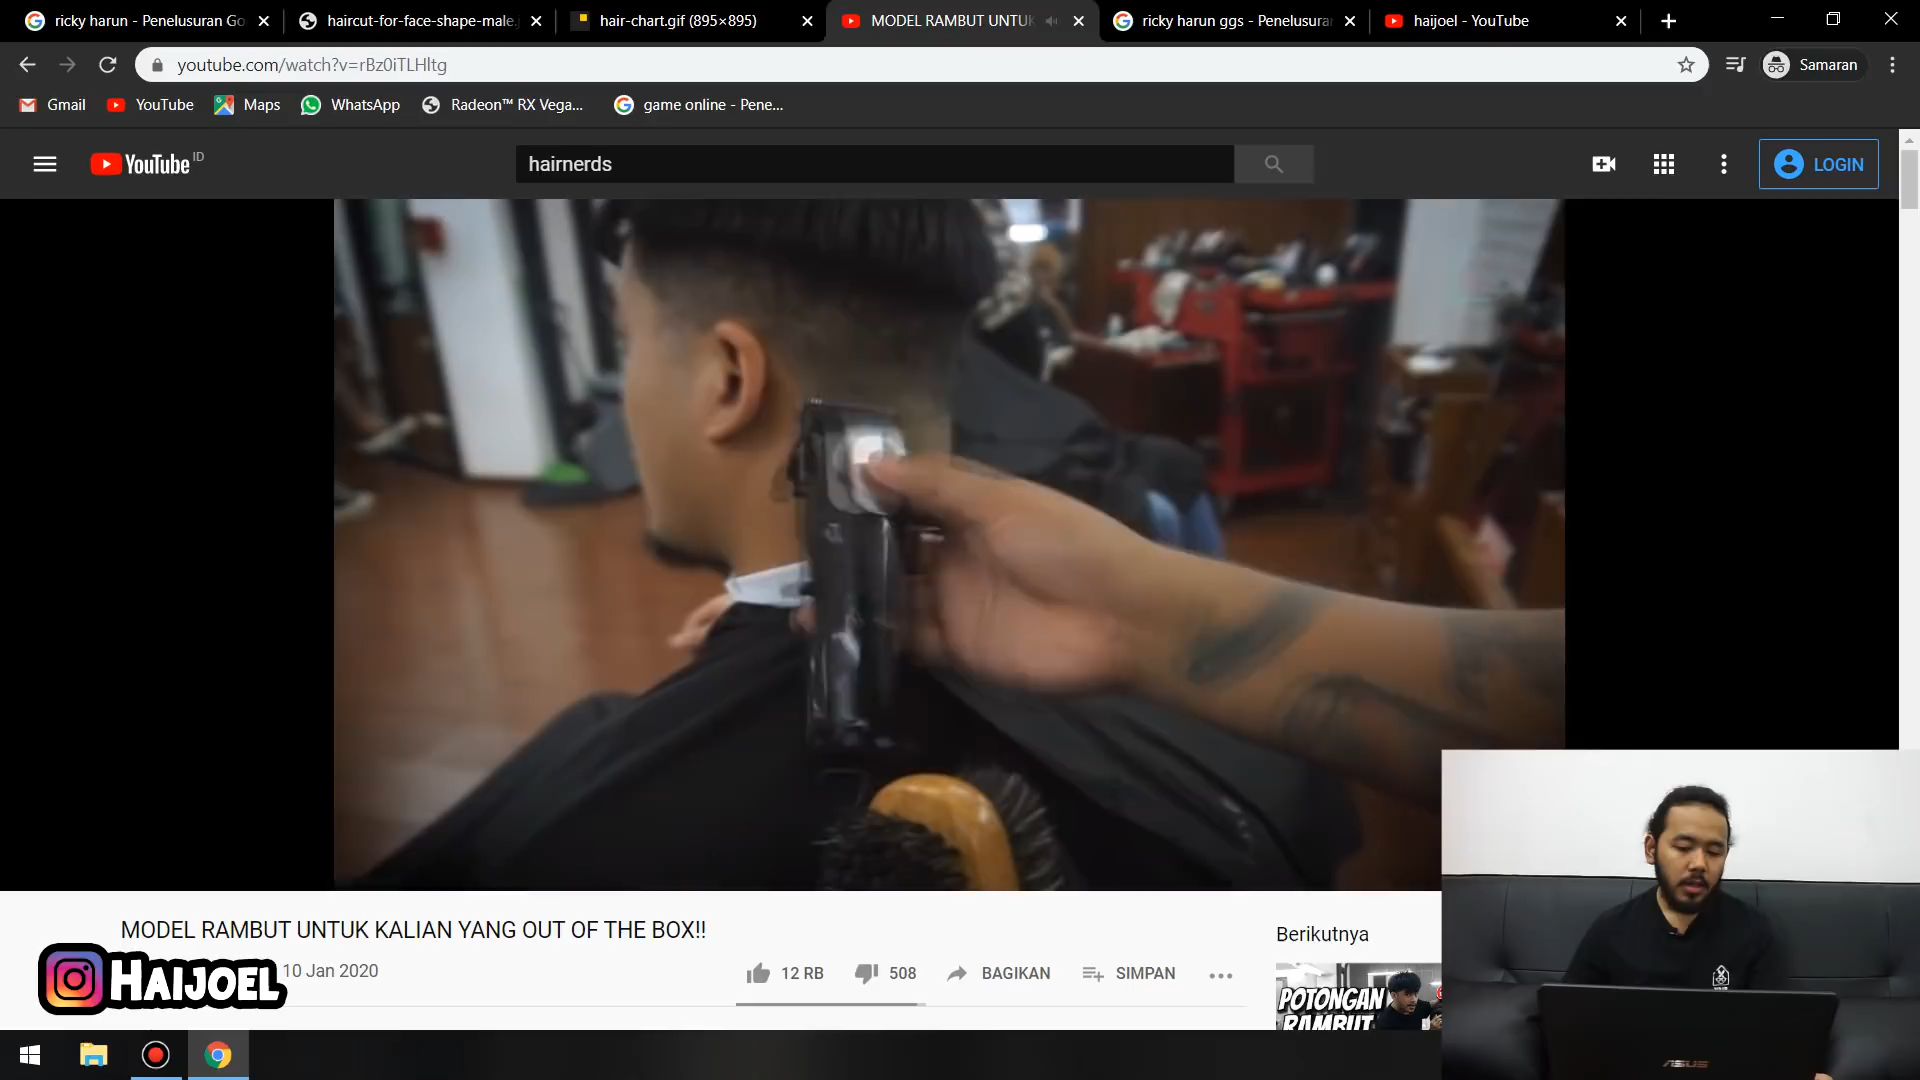 ricky harun - Penelusuran Go
haircut-for-face-shape-male.j
hair-chart.gif (895×895)
MODEL RAMBUT UNTUK
ricky harun ggs - Penelusura
haijoel - YouTube
youtube.com/watch?v=rBz0iTLHltg
Samaran
Gmail
YouTube
Maps
WhatsApp
Radeon™ RX Vega...
game online - Pene...
YouTube ID
hairnerds
LOGIN
MODEL RAMBUT UNTUK KALIAN YANG OUT OF THE BOX!!
10 Jan 2020
12 RB
508
BAGIKAN
SIMPAN
Berikutnya
POTONGAN
RAMBUT
HAIJOEL
ASUS